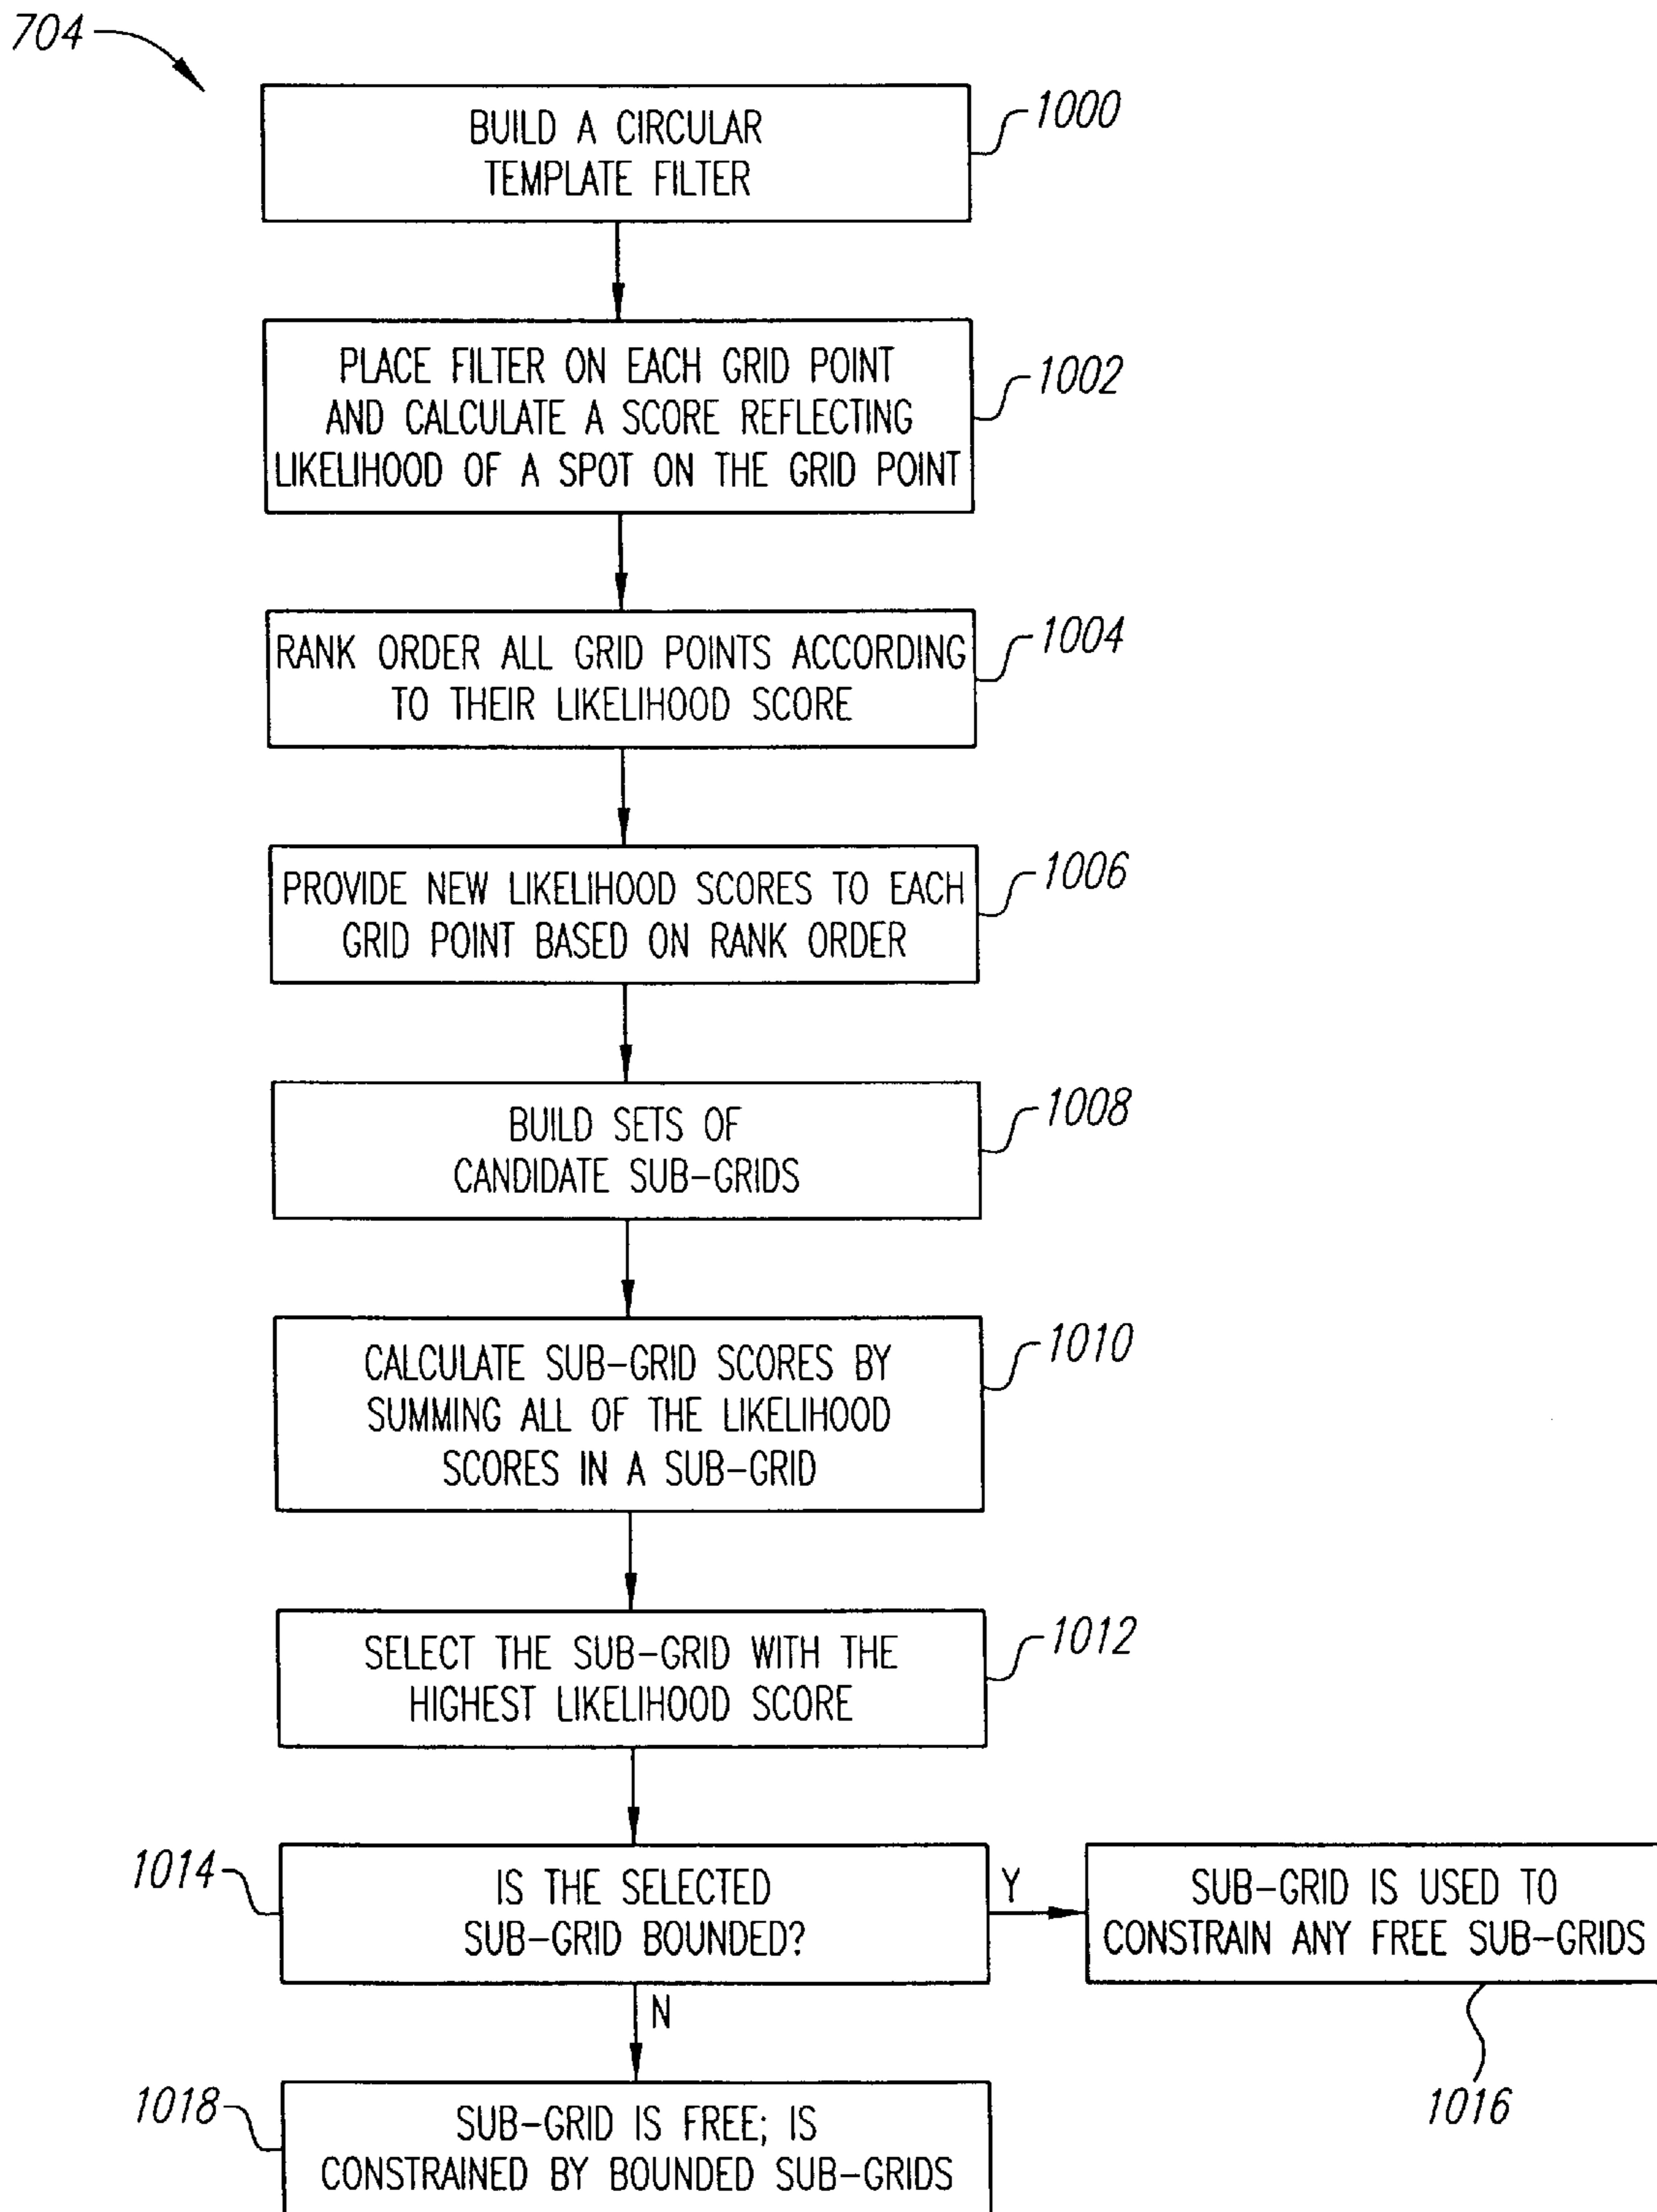 704
BUILD A CIRCULAR
TEMPLATE FILTER
1000
PLACE FILTER ON EACH GRID POINT
AND CALCULATE A SCORE REFLECTING
LIKELIHOOD OF A SPOT ON THE GRID POINT
1002
RANK ORDER ALL GRID POINTS ACCORDING
TO THEIR LIKELIHOOD SCORE
1004
PROVIDE NEW LIKELIHOOD SCORES TO EACH
GRID POINT BASED ON RANK ORDER
1006
BUILD SETS OF
CANDIDATE SUB-GRIDS
1008
CALCULATE SUB-GRID SCORES BY
SUMMING ALL OF THE LIKELIHOOD
SCORES IN A SUB-GRID
1010
SELECT THE SUB-GRID WITH THE
HIGHEST LIKELIHOOD SCORE
1012
1014
IS THE SELECTED
SUB-GRID BOUNDED?
Y
SUB-GRID IS USED TO
CONSTRAIN ANY FREE SUB-GRIDS
1016
N
1018
SUB-GRID IS FREE; IS
CONSTRAINED BY BOUNDED SUB-GRIDS